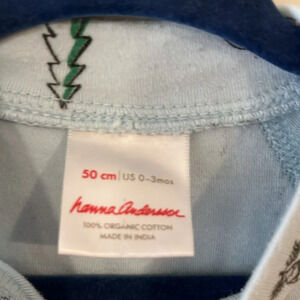 50 cm | US 0-3mos
hanna andersson
100% ORGANIC COTTON
MADE IN INDIA